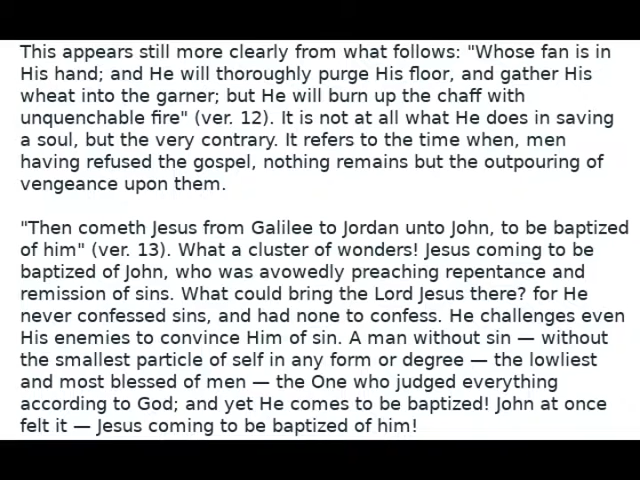 This appears still more clearly from what follows: "Whose fan is in
His hand; and He will thoroughly purge His floor, and gather His
wheat into the garner; but He will burn up the chaff with
unquenchable fire" (ver. 12). It is not at all what He does in saving
a soul, but the very contrary. It refers to the time when, men
having refused the gospel, nothing remains but the outpouring of
vengeance upon them.
"Then cometh Jesus from Galilee to Jordan unto John, to be baptized
of him" (ver. 13). What a cluster of wonders! Jesus coming to be
baptized of John, who was avowedly preaching repentance and
remission of sins. What could bring the Lord Jesus there? for He
never confessed sins, and had none to confess. He challenges even
His enemies to convince Him of sin. A man without sin — without
the smallest particle of self in any form or degree — the lowliest
and most blessed of men — the One who judged everything
according to God; and yet He comes to be baptized! John at once
felt it — Jesus coming to be baptized of him!